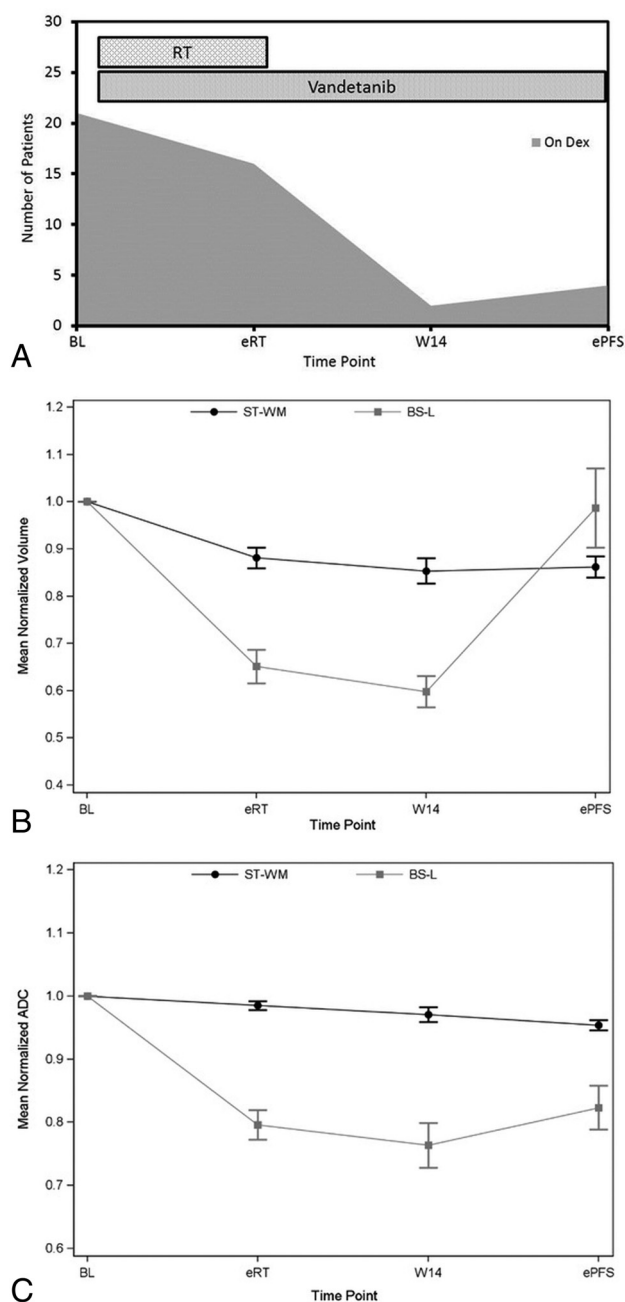 30
25
20
15
10
5
0
Number of Patients
RT
Vandetanib
On Dex
BL eRT W14 ePFS
Time Point
A
1.2
1.1
1.0
0.9
0.8
0.7
0.6
0.5
0.4
Mean Normalized Volume
ST-WM BS-L
BL eRT W14 ePFS
Time Point
B
1.2
1.1
1.0
0.9
0.8
0.7
0.6
Mean Normalized ADC
ST-WM BS-L
BL eRT W14 ePFS
Time Point
C